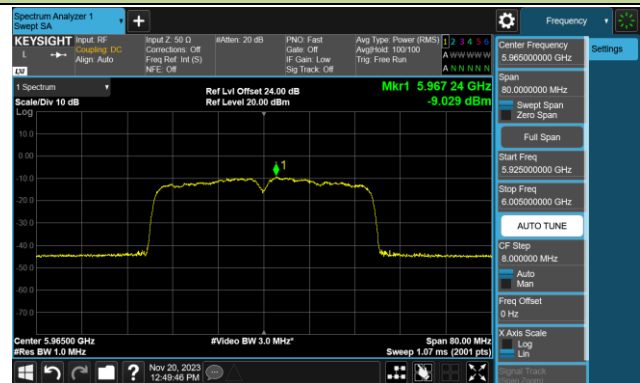 Spectrum Analyzer 1
Swept SA
Frequency
KEYSIGHT
Input: RF
Coupling: DC
Align: Auto
Input Z: 50 Ω
Corrections: Off
Freq Ref: Int (S)
NFE: Off
#Atten: 20 dB
PNO: Fast
Gate: Off
IF Gain: Low
Sig Track: Off
Avg Type: Power (RMS)
Avg|Hold: 100/100
Trig: Free Run
1 2 3 4 5 6
A W W W W W
A N N N N N
L
LXI
1 Spectrum
Scale/Div 10 dB
Log
Ref Lvl Offset 24.00 dB
Ref Level 20.00 dBm
Mkr1 5.967 24 GHz
-9.029 dBm
10.0
0.00
-10.0
-20.0
-30.0
-40.0
-50.0
-60.0
-70.0
1
Center 5.96500 GHz
#Res BW 1.0 MHz
#Video BW 3.0 MHz*
Span 80.00 MHz
Sweep 1.07 ms (2001 pts)
Nov 20, 2023
12:49:46 PM
Center Frequency
5.965000000 GHz
Settings
Span
80.0000000 MHz
Swept Span
Zero Span
Full Span
Start Freq
5.925000000 GHz
Stop Freq
6.005000000 GHz
AUTO TUNE
CF Step
8.000000 MHz
Auto
Man
Freq Offset
0 Hz
X Axis Scale
Log
Lin
Signal Track
(Span Zoom)